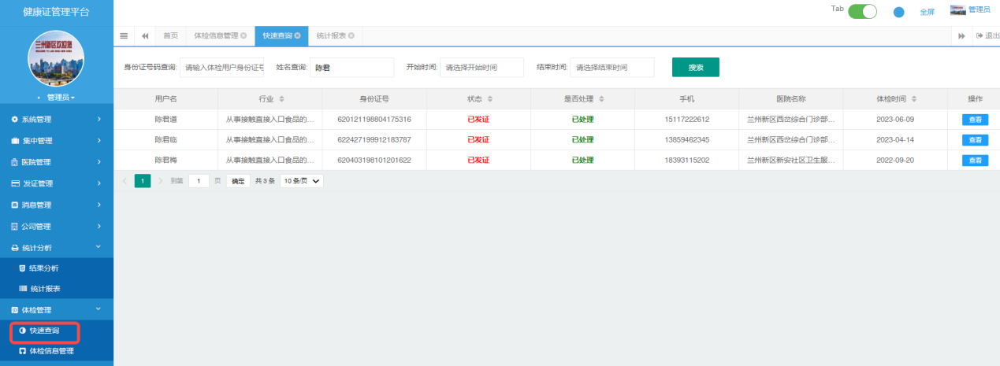 健康证管理平台
Tab
全屏
管理员
首页
体检信息管理
快速查询
统计报表
退出
兰州新区欢迎您
管理员
身份证号码查询:
请输入体检用户身份证号
姓名查询:
陈君
开始时间:
请选择开始时间
结束时间:
请选择结束时间
搜索
用户名 行业 身份证号 状态 是否处理 手机 医院名称 体检时间 操作
陈君道 从事接触直接入口食品的... 620121198804175316 已发证 已处理 15117222612 兰州新区西岔综合门诊部... 2023-06-09 查看
陈君临 从事接触直接入口食品的... 622427199912183787 已发证 已处理 13859462345 兰州新区西岔综合门诊部... 2023-04-14 查看
陈君梅 从事接触直接入口食品的... 620403198101201622 已发证 已处理 18393115202 兰州新区新安社区卫生服... 2022-09-20 查看
1 到第 1 页 确定 共 3 条 10 条/页
系统管理
集中管理
医院管理
发证管理
消息管理
公司管理
统计分析
结果分析
统计报表
体检管理
快速查询
体检信息管理